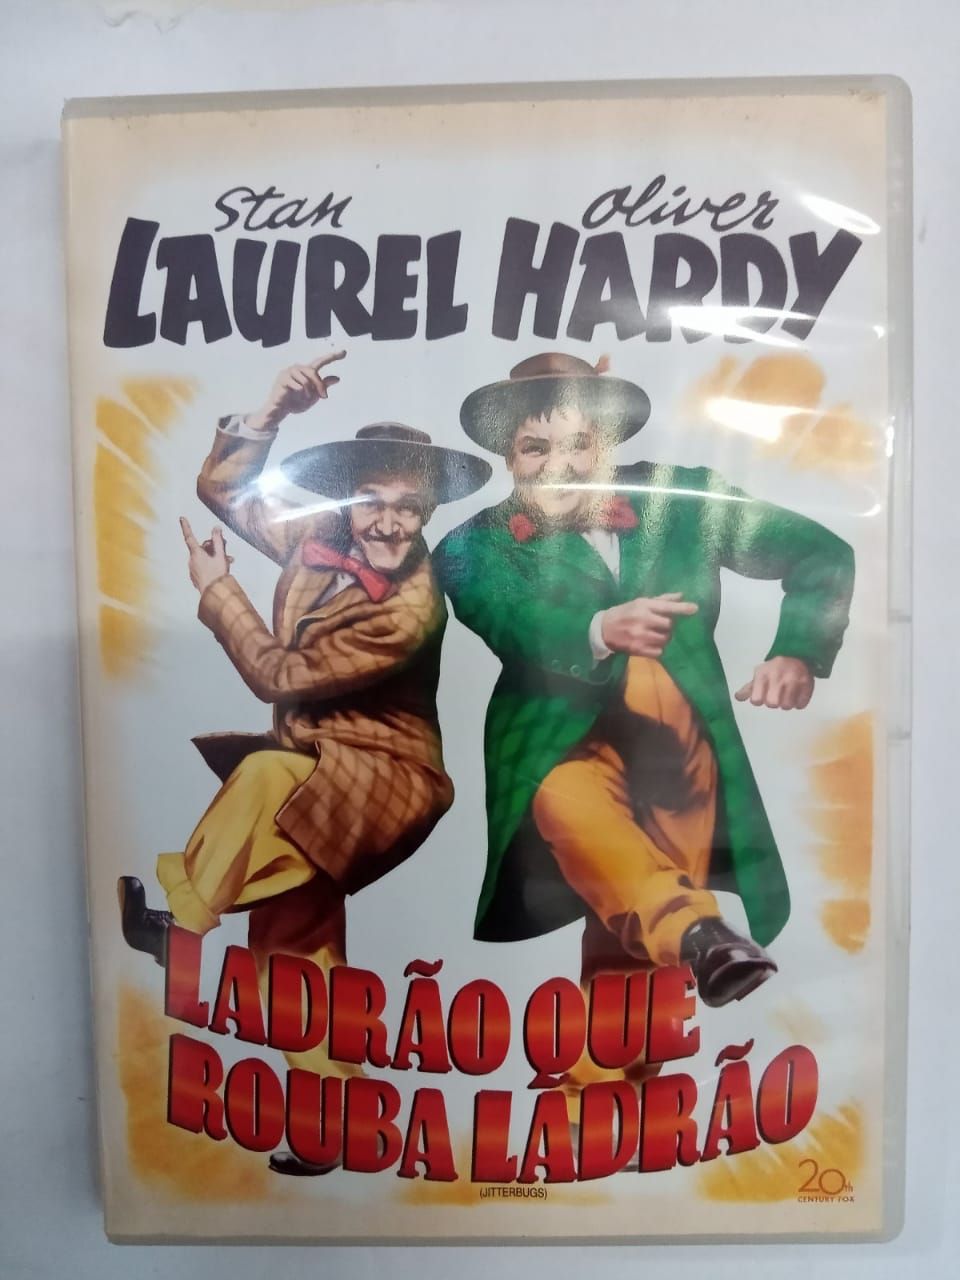 Stan Oliver
LAUREL HARDY
LADRÃO QUE
ROUBA LADRÃO
(JITTERBUGS)
20th
CENTURY FOX